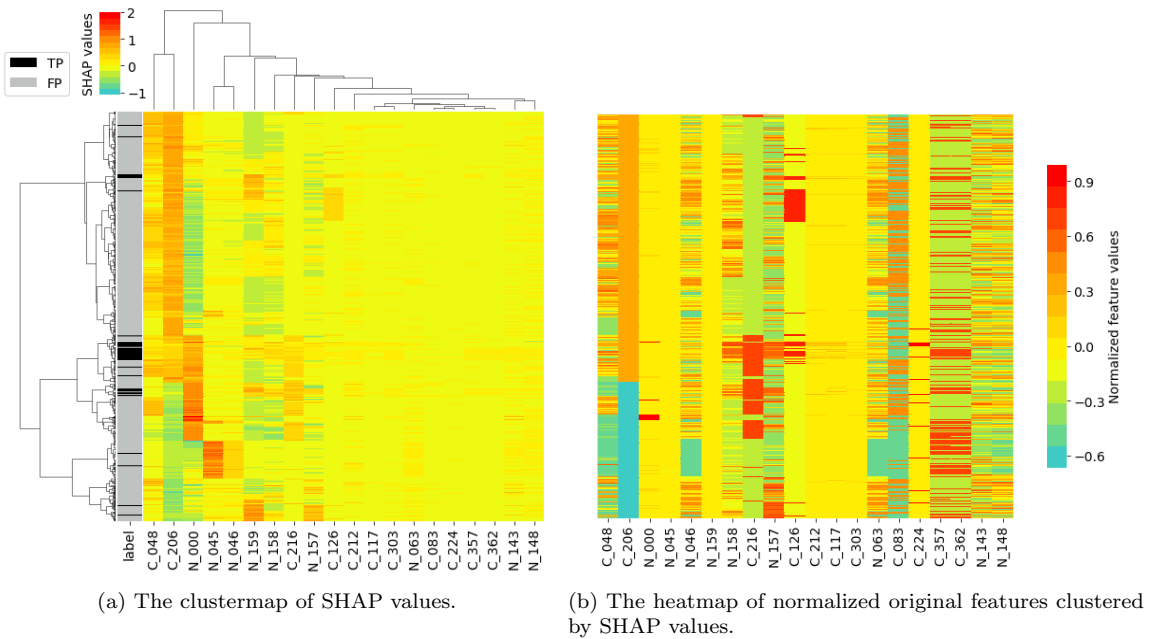 SHAP values
2
1
0
−1
TP
FP
label
C_048
C_206
N_000
N_045
N_046
N_159
N_158
C_216
N_157
C_126
C_212
C_117
C_303
N_063
C_083
C_224
C_357
C_362
N_143
N_148
(a) The clustermap of SHAP values.
C_048
C_206
N_000
N_045
N_046
N_159
N_158
C_216
N_157
C_126
C_212
C_117
C_303
N_063
C_083
C_224
C_357
C_362
N_143
N_148
0.9
0.6
0.3
0.0
−0.3
−0.6
Normalized feature values
(b) The heatmap of normalized original features clustered
by SHAP values.